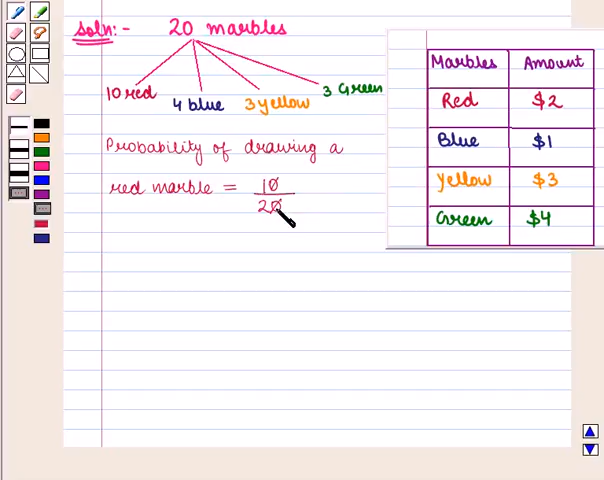 Soln:- 20 marbles
10 red 4 blue 3 yellow 3 Green
Probability of drawing a
red marble = 10
20
Marbles Amount
Red $2
Blue $1
Yellow $3
Green $4